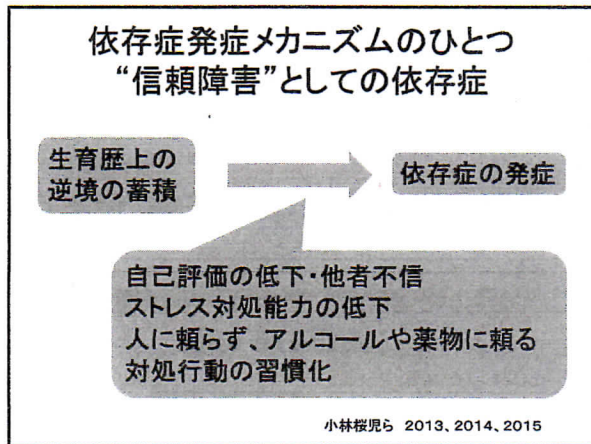 依存症発症メカニズムのひとつ
“信頼障害”としての依存症
生育歴上の
逆境の蓄積
依存症の発症
自己評価の低下・他者不信
ストレス対処能力の低下
人に頼らず、アルコールや薬物に頼る
対処行動の習慣化
小林桜児ら 2013、2014、2015